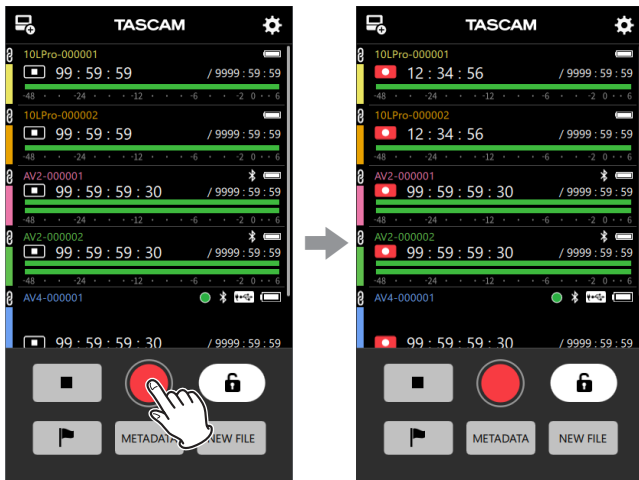 TASCAM
10LPro-000001
99 : 59 : 59 / 9999 : 59 : 59
-48 -24 -12 -6 -2 0 6
10LPro-000002
99 : 59 : 59 / 9999 : 59 : 59
-48 -24 -12 -6 -2 0 6
AV2-000001
99 : 59 : 59 : 30 / 9999 : 59 : 59
-48 -24 -12 -6 -2 0 6
AV2-000002
99 : 59 : 59 : 30 / 9999 : 59 : 59
-48 -24 -12 -6 -2 0 6
AV4-000001
99 : 59 : 59 : 30 / 9999 : 59 : 59
METADATA NEW FILE
TASCAM
10LPro-000001
12 : 34 : 56 / 9999 : 59 : 59
-48 -24 -12 -6 -2 0 6
10LPro-000002
12 : 34 : 56 / 9999 : 59 : 59
-48 -24 -12 -6 -2 0 6
AV2-000001
99 : 59 : 59 : 30 / 9999 : 59 : 59
-48 -24 -12 -6 -2 0 6
AV2-000002
99 : 59 : 59 : 30 / 9999 : 59 : 59
-48 -24 -12 -6 -2 0 6
AV4-000001
99 : 59 : 59 : 30 / 9999 : 59 : 59
METADATA NEW FILE